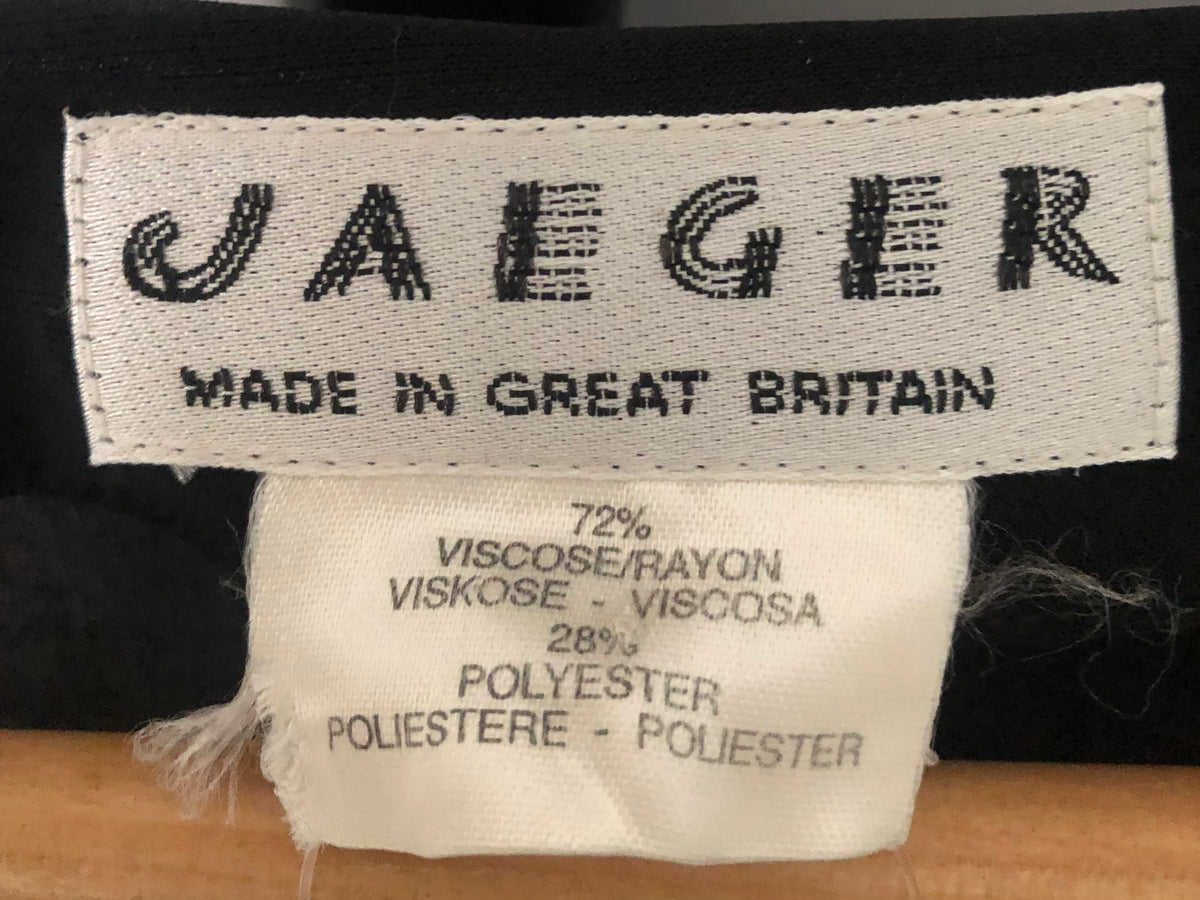 JAEGER
MADE IN GREAT BRITAIN
72%
VISCOSE/RAYON
VISKOSE - VISCOSA
28%
POLYESTER
POLIESTERE - POLIESTER